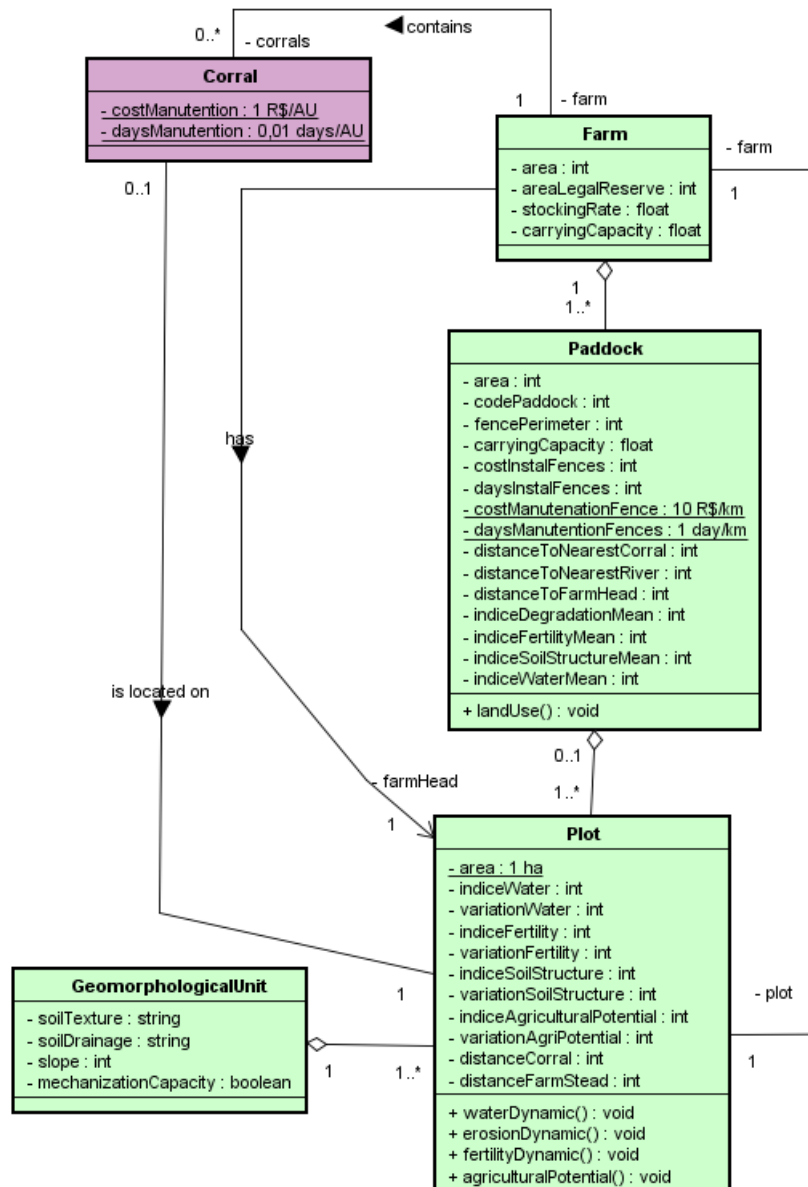 contains
0..*
- corrals
Corral
- costManutention : 1 R$/AU
- daysManutention : 0,01 days/AU
0..1
1
- farm
Farm
- area : int
- areaLegalReserve : int
- stockingRate : float
- carryingCapacity : float
- farm
1
1
1..*
Paddock
- area : int
- codePaddock : int
- fencePerimeter : int
- carryingCapacity : float
- costInstalFences : int
- daysInstalFences : int
- costManutenationFence : 10 R$/km
- daysManutentionFences : 1 day/km
- distanceToNearestCorral : int
- distanceToNearestRiver : int
- distanceToFarmHead : int
- indiceDegradationMean : int
- indiceFertilityMean : int
- indiceSoilStructureMean : int
- indiceWaterMean : int
+ landUse() : void
has
is located on
0..1
1..*
- farmHead
1
Plot
- area : 1 ha
- indiceWater : int
- variationWater : int
- indiceFertility : int
- variationFertility : int
- indiceSoilStructure : int
- variationSoilStructure : int
- indiceAgriculturalPotential : int
- variationAgriPotential : int
- distanceCorral : int
- distanceFarmStead : int
+ waterDynamic() : void
+ erosionDynamic() : void
+ fertilityDynamic() : void
+ agriculturalPotential() : void
- plot
1
1
GeomorphologicalUnit
- soilTexture : string
- soilDrainage : string
- slope : int
- mechanizationCapacity : boolean
1
1..*